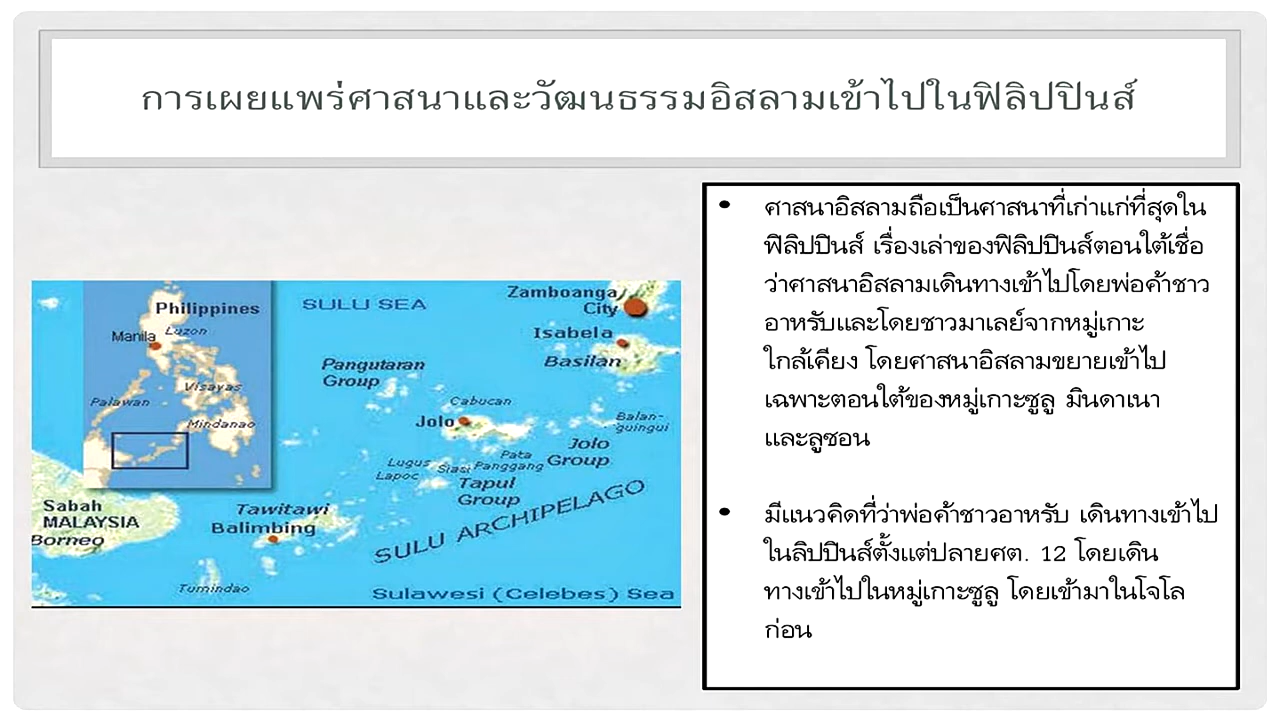 การเผยแพร่ศาสนาและวัฒนธรรมอิสลามเข้าไปในฟิลิปปินส์
ศาสนาอิสลามถือเป็นศาสนาที่เก่าแก่ที่สุดใน
ฟิลิปปินส์ เรื่องเล่าของฟิลิปปินส์ตอนใต้เชื่อ
ว่าศาสนาอิสลามเดินทางเข้าไปโดยพ่อค้าชาว
อาหรับและโดยชาวมาเลย์จากหมู่เกาะ
ใกล้เคียง โดยศาสนาอิสลามขยายเข้าไป
เฉพาะตอนใต้ของหมู่เกาะซูลู มินดาเนา
และลูซอน
มีแนวคิดที่ว่าพ่อค้าชาวอาหรับ เดินทางเข้าไป
ในลิปปินส์ตั้งแต่ปลายศต. 12 โดยเดิน
ทางเข้าไปในหมู่เกาะซูลู โดยเข้ามาในโจโล
ก่อน
Philippines
Manila
Luzon
Visayas
Palawan
Mindanao
SULU SEA
Zamboanga
City
Isabela
Basilan
Pangutaran
Group
Cabucan
Jolo
Balan-
guingui
Jolo
Group
Pata
Lugus
Siasi
Panggang
Lapoc
Tapul
Group
SULU ARCHIPELAGO
Sabah
MALAYSIA
Borneo
Tawitawi
Balimbing
Tumindao
Sulawesi (Celebes) Sea